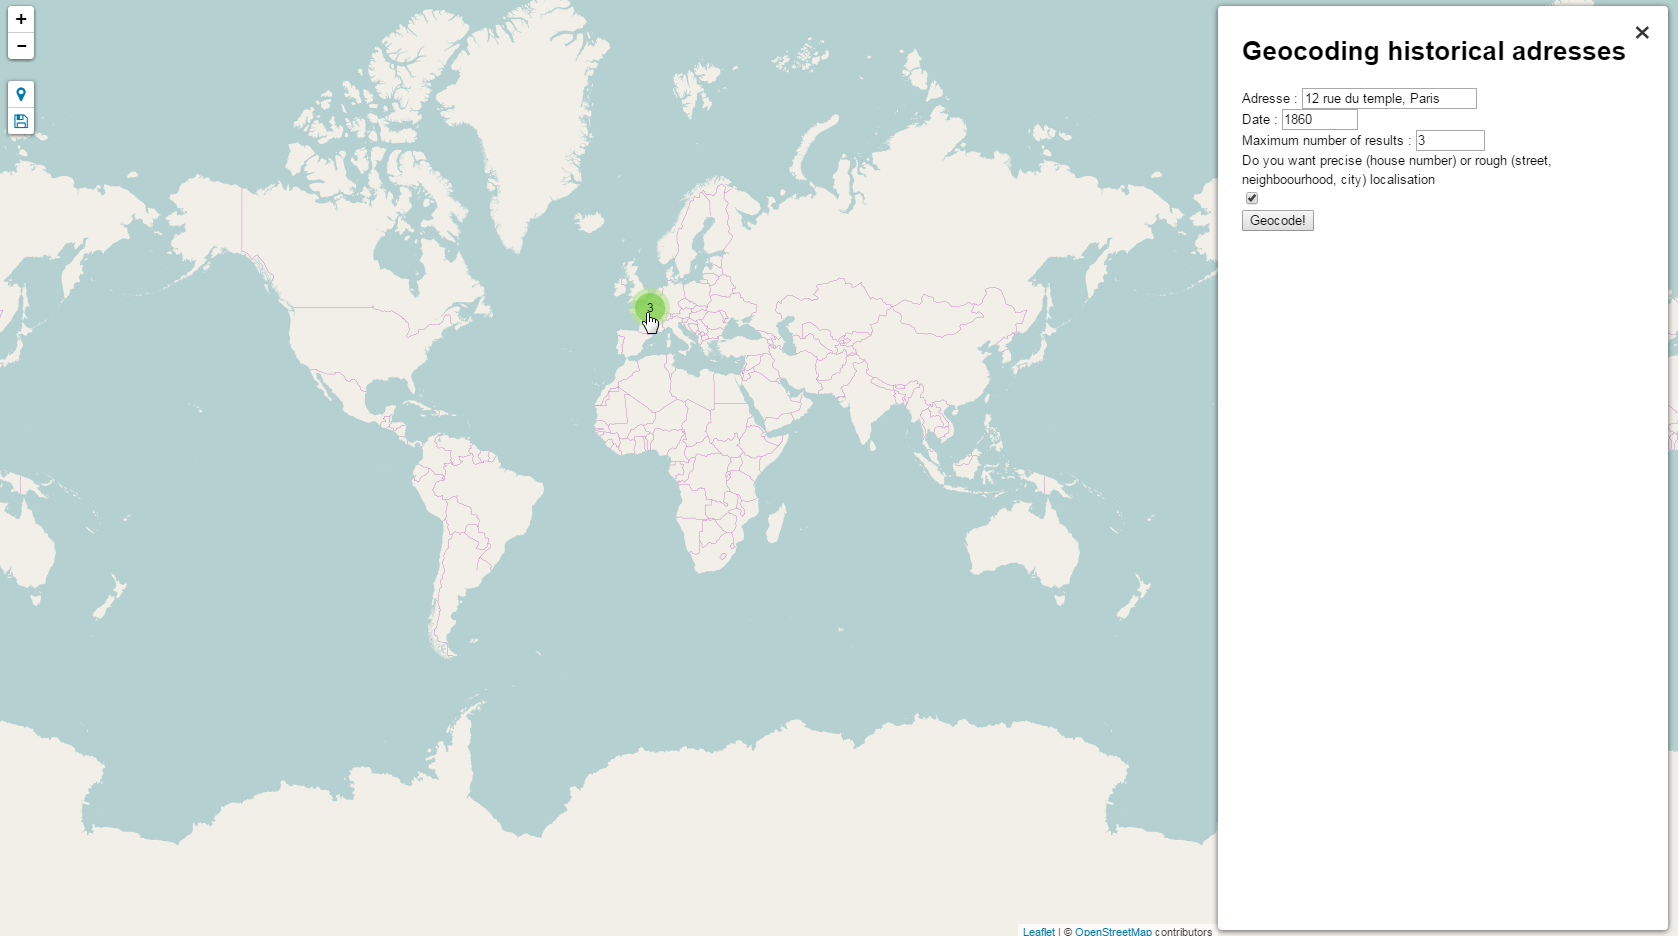 +
−
Geocoding historical adresses
Adresse : 12 rue du temple, Paris
Date : 1860
Maximum number of results : 3
Do you want precise (house number) or rough (street,
neighboourhood, city) localisation
Geocode!
3
Leaflet | © OpenStreetMap contributors